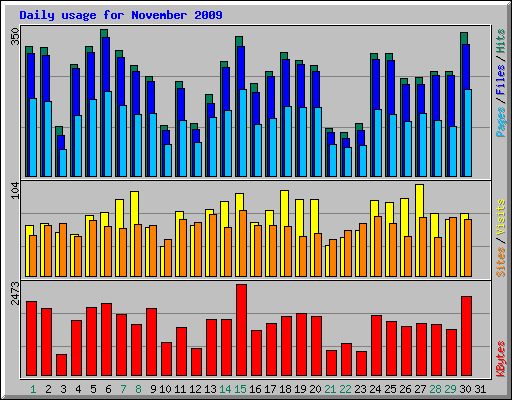 Daily usage for November 2009
350
Pages / Files / Hits
104
Sites / Visits
2473
KBytes
1 2 3 4 5 6 7 8 9 10 11 12 13 14 15 16 17 18 19 20 21 22 23 24 25 26 27 28 29 30 31